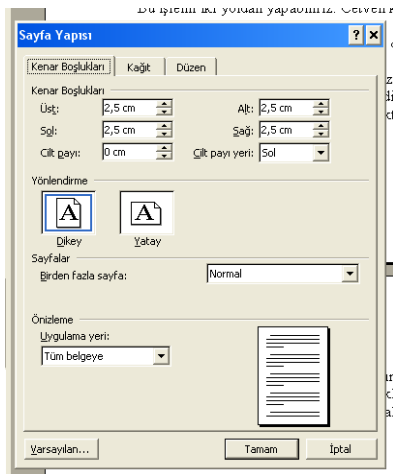 Bu işlemi iki yoldan yapabiliriz. Cetvel
Sayfa Yapısı
Kenar Boşlukları Kağıt Düzen
Kenar Boşlukları
Üst: 2,5 cm Alt: 2,5 cm
Sol: 2,5 cm Sağ: 2,5 cm
Cilt payı: 0 cm Cilt payı yeri: Sol
Yönlendirme
A A
Dikey Yatay
Sayfalar
Birden fazla sayfa: Normal
Önizleme
Uygulama yeri:
Tüm belgeye
Varsayılan... Tamam İptal